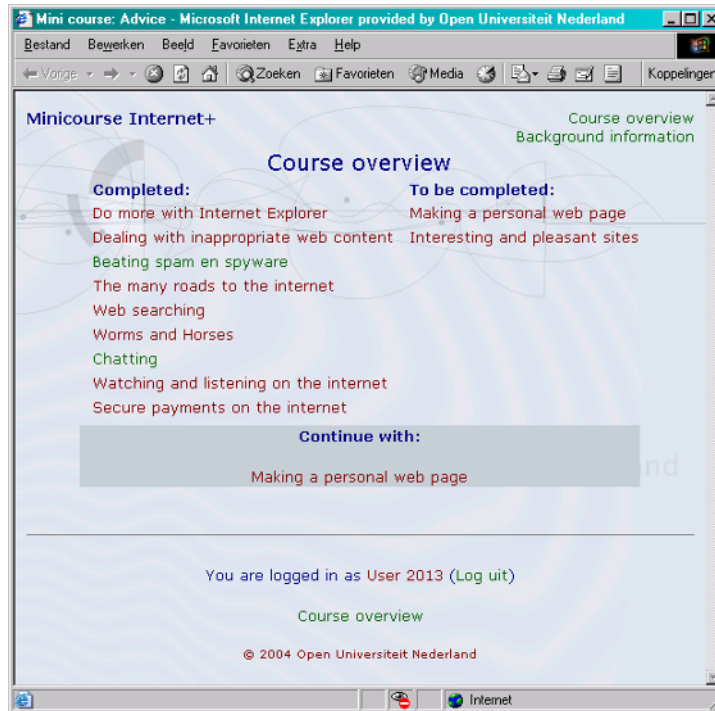 Mini course: Advice - Microsoft Internet Explorer provided by Open Universiteit Nederland
Bestand Bewerken Beeld Favorieten Extra Help
Vorige Zoeken Favorieten Media Koppelingen
Minicourse Internet+
Course overview
Background information
Course overview
Completed: To be completed:
Do more with Internet Explorer Making a personal web page
Dealing with inappropriate web content Interesting and pleasant sites
Beating spam en spyware
The many roads to the internet
Web searching
Worms and Horses
Chatting
Watching and listening on the internet
Secure payments on the internet
Continue with:
nd
Making a personal web page
You are logged in as User 2013 (Log uit)
Course overview
© 2004 Open Universiteit Nederland
Internet